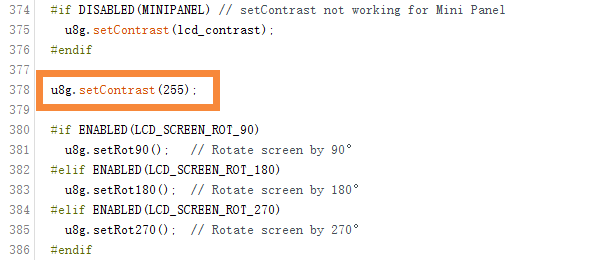 374 #if DISABLED(MINIPANEL) // setContrast not working for Mini Panel
375 u8g.setContrast(lcd_contrast);
376 #endif
377
378 u8g.setContrast(255);
379
380 #if ENABLED(LCD_SCREEN_ROT_90)
381 u8g.setRot90(); // Rotate screen by 90°
382 #elif ENABLED(LCD_SCREEN_ROT_180)
383 u8g.setRot180(); // Rotate screen by 180°
384 #elif ENABLED(LCD_SCREEN_ROT_270)
385 u8g.setRot270(); // Rotate screen by 270°
386 #endif